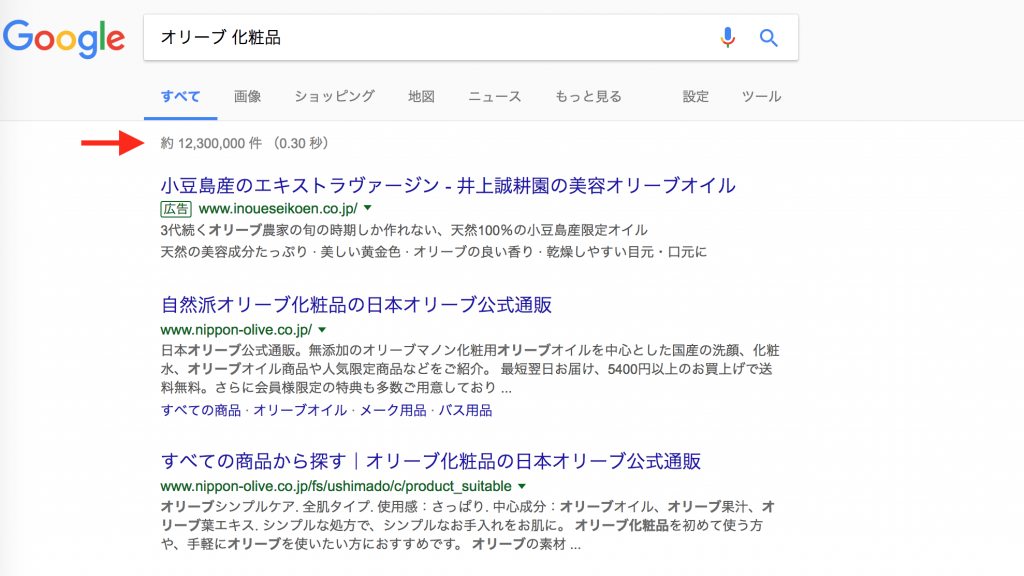 Google
オリーブ 化粧品
すべて 画像 ショッピング 地図 ニュース もっと見る 設定 ツール
約 12,300,000 件 （0.30 秒）
小豆島産のエキストラヴァージン - 井上誠耕園の美容オリーブオイル
広告 www.inoueseikoen.co.jp/
3代続くオリーブ農家の旬の時期しか作れない、天然100％の小豆島産限定オイル
天然の美容成分たっぷり · 美しい黄金色 · オリーブの良い香り · 乾燥しやすい目元・口元に
自然派オリーブ化粧品の日本オリーブ公式通販
www.nippon-olive.co.jp/
日本オリーブ公式通販。無添加のオリーブマノン化粧用オリーブオイルを中心とした国産の洗顔、化粧
水、オリーブオイル商品や人気限定商品などをご紹介。 最短翌日お届け、5400円以上のお買上げで送
料無料。さらに会員様限定の特典も多数ご用意しており ...
すべての商品 · オリーブオイル · メーク用品 · バス用品
すべての商品から探す｜オリーブ化粧品の日本オリーブ公式通販
www.nippon-olive.co.jp/fs/ushimado/c/product_suitable
オリーブシンプルケア. 全肌タイプ. 使用感：さっぱり. 中心成分：オリーブオイル、オリーブ果汁、オ
リーブ葉エキス. シンプルな処方で、シンプルなお手入れをお肌に。 オリーブ化粧品を初めて使う方
や、手軽にオリーブを使いたい方におすすめです。 オリーブの素材 ...